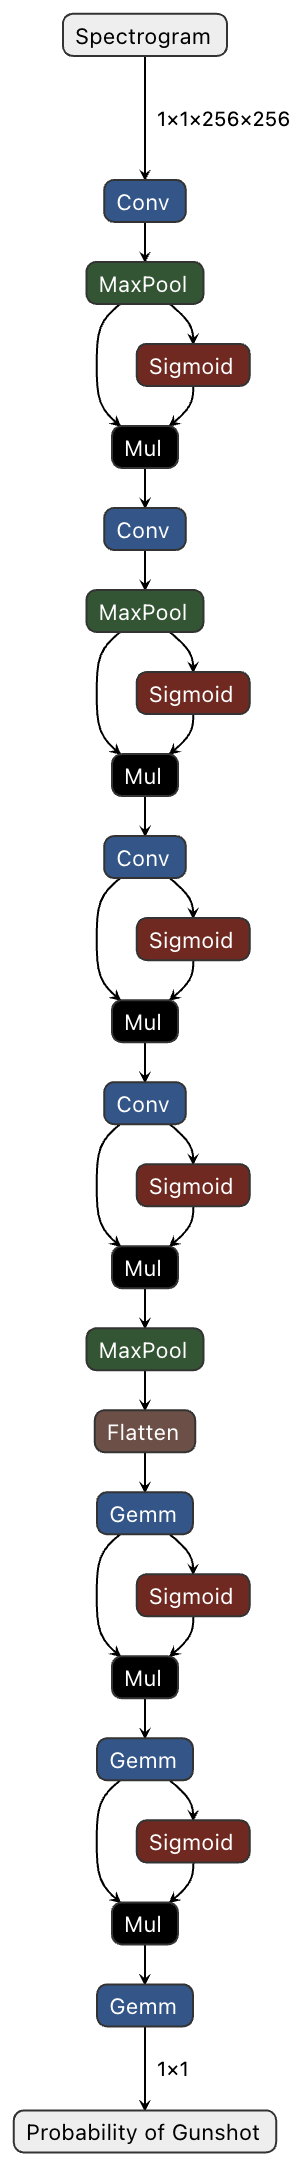 Spectrogram
1×1×256×256
Conv
MaxPool
Sigmoid
Mul
Conv
MaxPool
Sigmoid
Mul
Conv
Sigmoid
Mul
Conv
Sigmoid
Mul
MaxPool
Flatten
Gemm
Sigmoid
Mul
Gemm
Sigmoid
Mul
Gemm
1×1
Probability of Gunshot